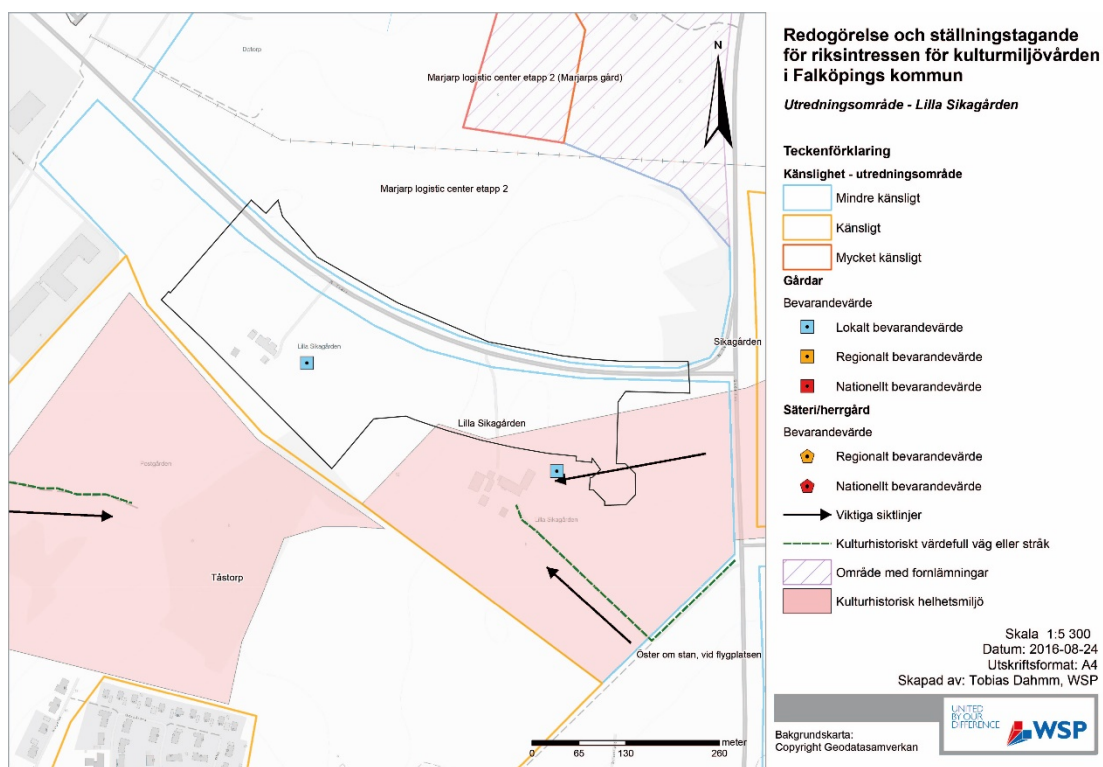 Dotorp
Marjarp logistic center etapp 2 (Marjarps gård)
N
Marjarp logistic center etapp 2
Sikagården
Lilla Sikagården
Lilla Sikagården
Fossgården
Lilla Sikagården
Tåstorp
Öster om stan, vid flygplatsen
meter
0 65 130 260
Redogörelse och ställningstagande
för riksintressen för kulturmiljövården
i Falköpings kommun
Utredningsområde - Lilla Sikagården
Teckenförklaring
Känslighet - utredningsområde
Mindre känsligt
Känsligt
Mycket känsligt
Gårdar
Bevarandevärde
Lokalt bevarandevärde
Regionalt bevarandevärde
Nationellt bevarandevärde
Säteri/herrgård
Bevarandevärde
Regionalt bevarandevärde
Nationellt bevarandevärde
Viktiga siktlinjer
Kulturhistoriskt värdefull väg eller stråk
Område med fornlämningar
Kulturhistorisk helhetsmiljö
Skala 1:5 300
Datum: 2016-08-24
Utskriftsformat: A4
Skapad av: Tobias Dahmm, WSP
Bakgrundskarta:
Copyright Geodatasamverkan
UNITED
BY OUR
DIFFERENCE
WSP